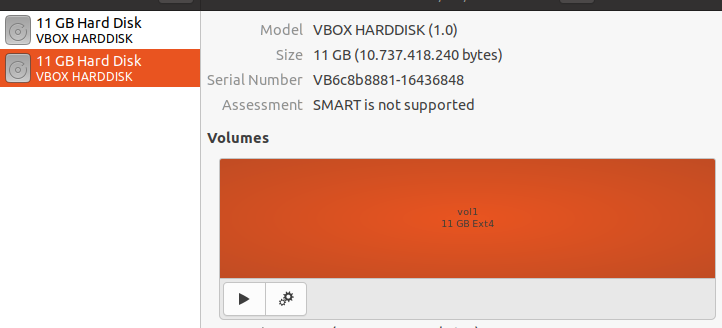 11 GB Hard Disk
VBOX HARDDISK
11 GB Hard Disk
VBOX HARDDISK
Model VBOX HARDDISK (1.0)
Size 11 GB (10.737.418.240 bytes)
Serial Number VB6c8b8881-16436848
Assessment SMART is not supported
Volumes
vol1
11 GB Ext4